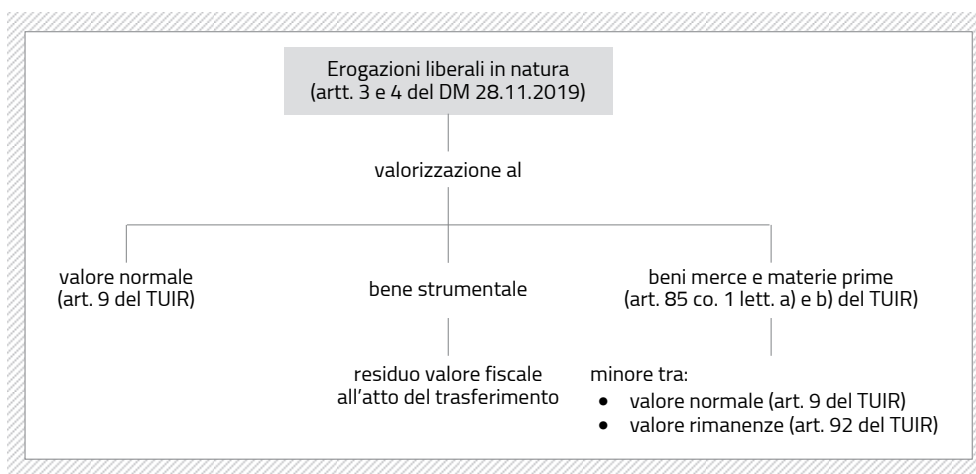 Erogazioni liberali in natura
(artt. 3 e 4 del DM 28.11.2019)
valorizzazione al
valore normale
(art. 9 del TUIR)
bene strumentale
residuo valore fiscale
all'atto del trasferimento
beni merce e materie prime
(art. 85 co. 1 lett. a) e b) del TUIR)
minore tra:
• valore normale (art. 9 del TUIR)
• valore rimanenze (art. 92 del TUIR)